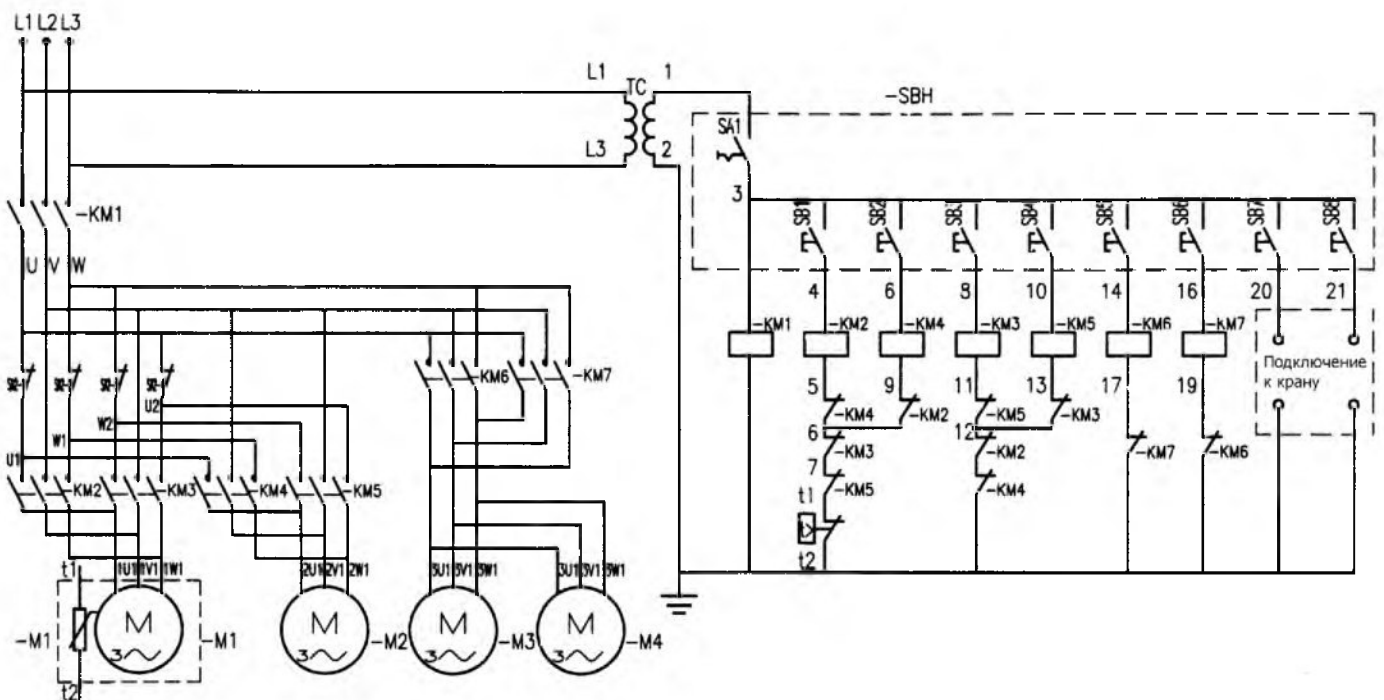 L1 L2 L3
L1 TC 1
-SBH
SA1
L3 2
3
-KM1
SB1 SB2 SB3 SB4 SB5 SB6 SB7 SB8
U V W
4 6 8 10 14 16 20 21
-KM1 -KM2 -KM4 -KM3 -KM5 -KM6 -KM7
Подключение
к крану
KM6 -KM7
5 9 11 13 17 19
U2
-KM4 -KM2 -KM5 -KM3
W2
6 12
W1
-KM3 -KM2 -KM7 -KM6
U1
7
-KM2 -KM3 -KM4 -KM5
-KM5 -KM4
t1
t2
t1 1U1 1V1 1W1 2U1 2V1 2W1 3U1 3V1 3W1 3U1 3V1 3W1
M M M M
-M1 -M1 -M2 -M3 -M4
3 3 3 3
t2